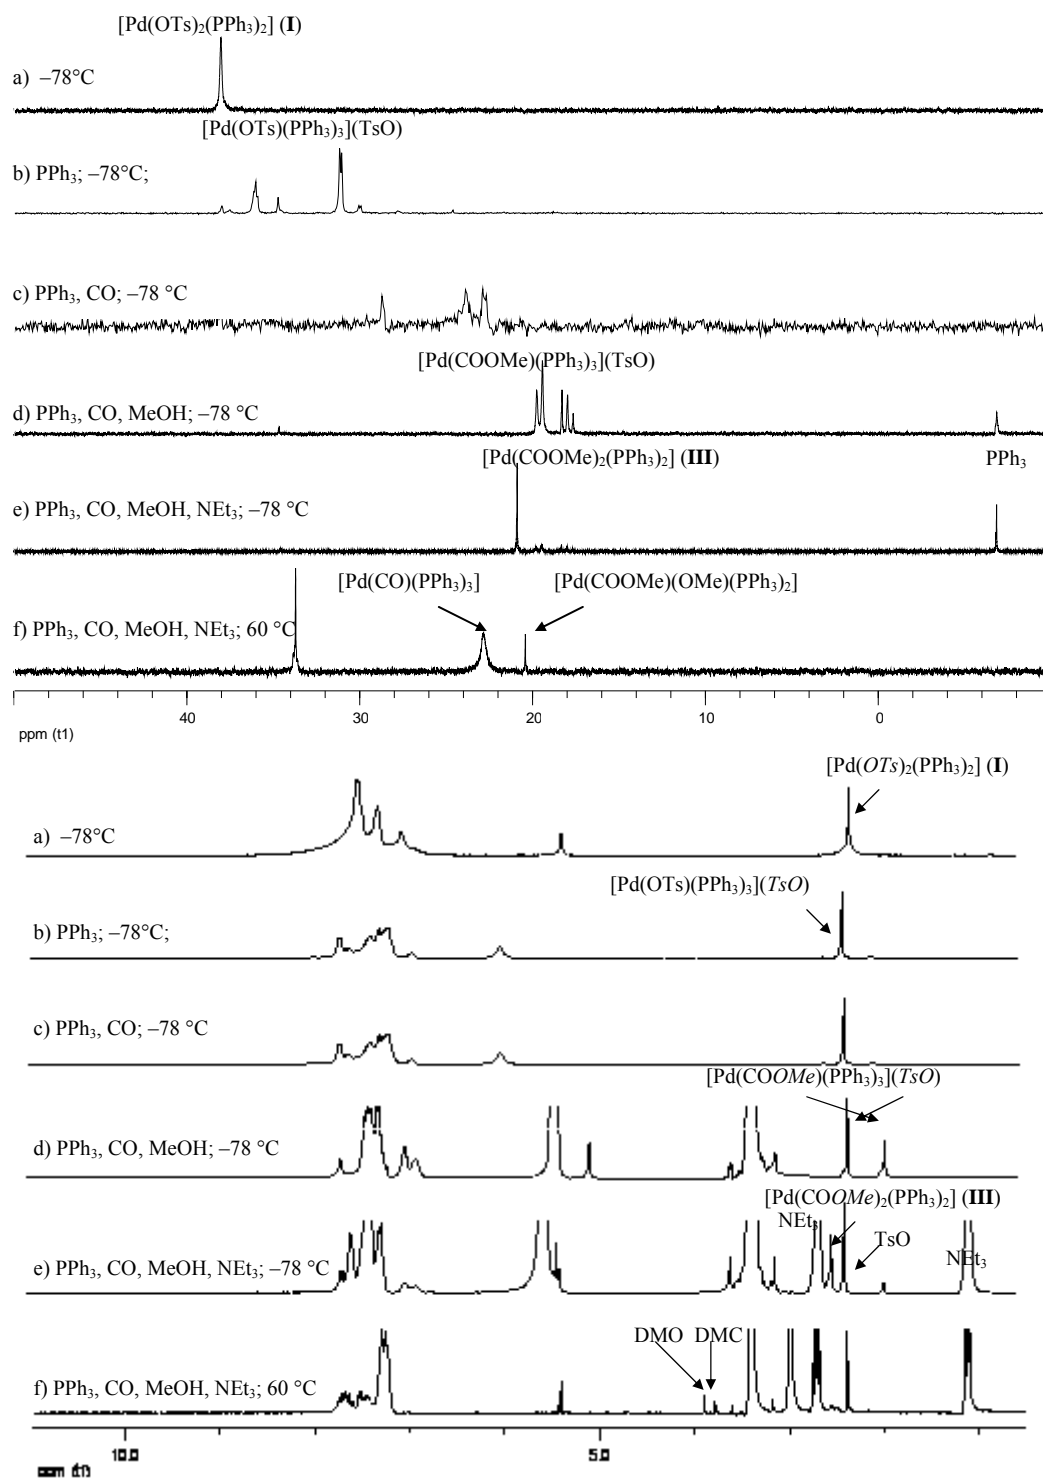 [Pd(OTs)₂(PPh₃)₂] (I)
a) –78°C
[Pd(OTs)(PPh₃)₃](TsO)
b) PPh₃; –78°C;
c) PPh₃, CO; –78 °C
[Pd(COOMe)(PPh₃)₃](TsO)
d) PPh₃, CO, MeOH; –78 °C
[Pd(COOMe)₂(PPh₃)₂] (III)
PPh₃
e) PPh₃, CO, MeOH, NEt₃; –78 °C
[Pd(CO)(PPh₃)₃]
[Pd(COOMe)(OMe)(PPh₃)₂]
f) PPh₃, CO, MeOH, NEt₃; 60 °C
40 30 20 10 0
ppm (t1)
[Pd(OTs)₂(PPh₃)₂] (I)
a) –78°C
[Pd(OTs)(PPh₃)₃](TsO)
b) PPh₃; –78°C;
c) PPh₃, CO; –78 °C
[Pd(COOMe)(PPh₃)₃](TsO)
d) PPh₃, CO, MeOH; –78 °C
[Pd(COOMe)₂(PPh₃)₂] (III)
NEt₃
TsO
NEt₃
e) PPh₃, CO, MeOH, NEt₃; –78 °C
DMO DMC
f) PPh₃, CO, MeOH, NEt₃; 60 °C
10.0 5.0
ppm (t1)